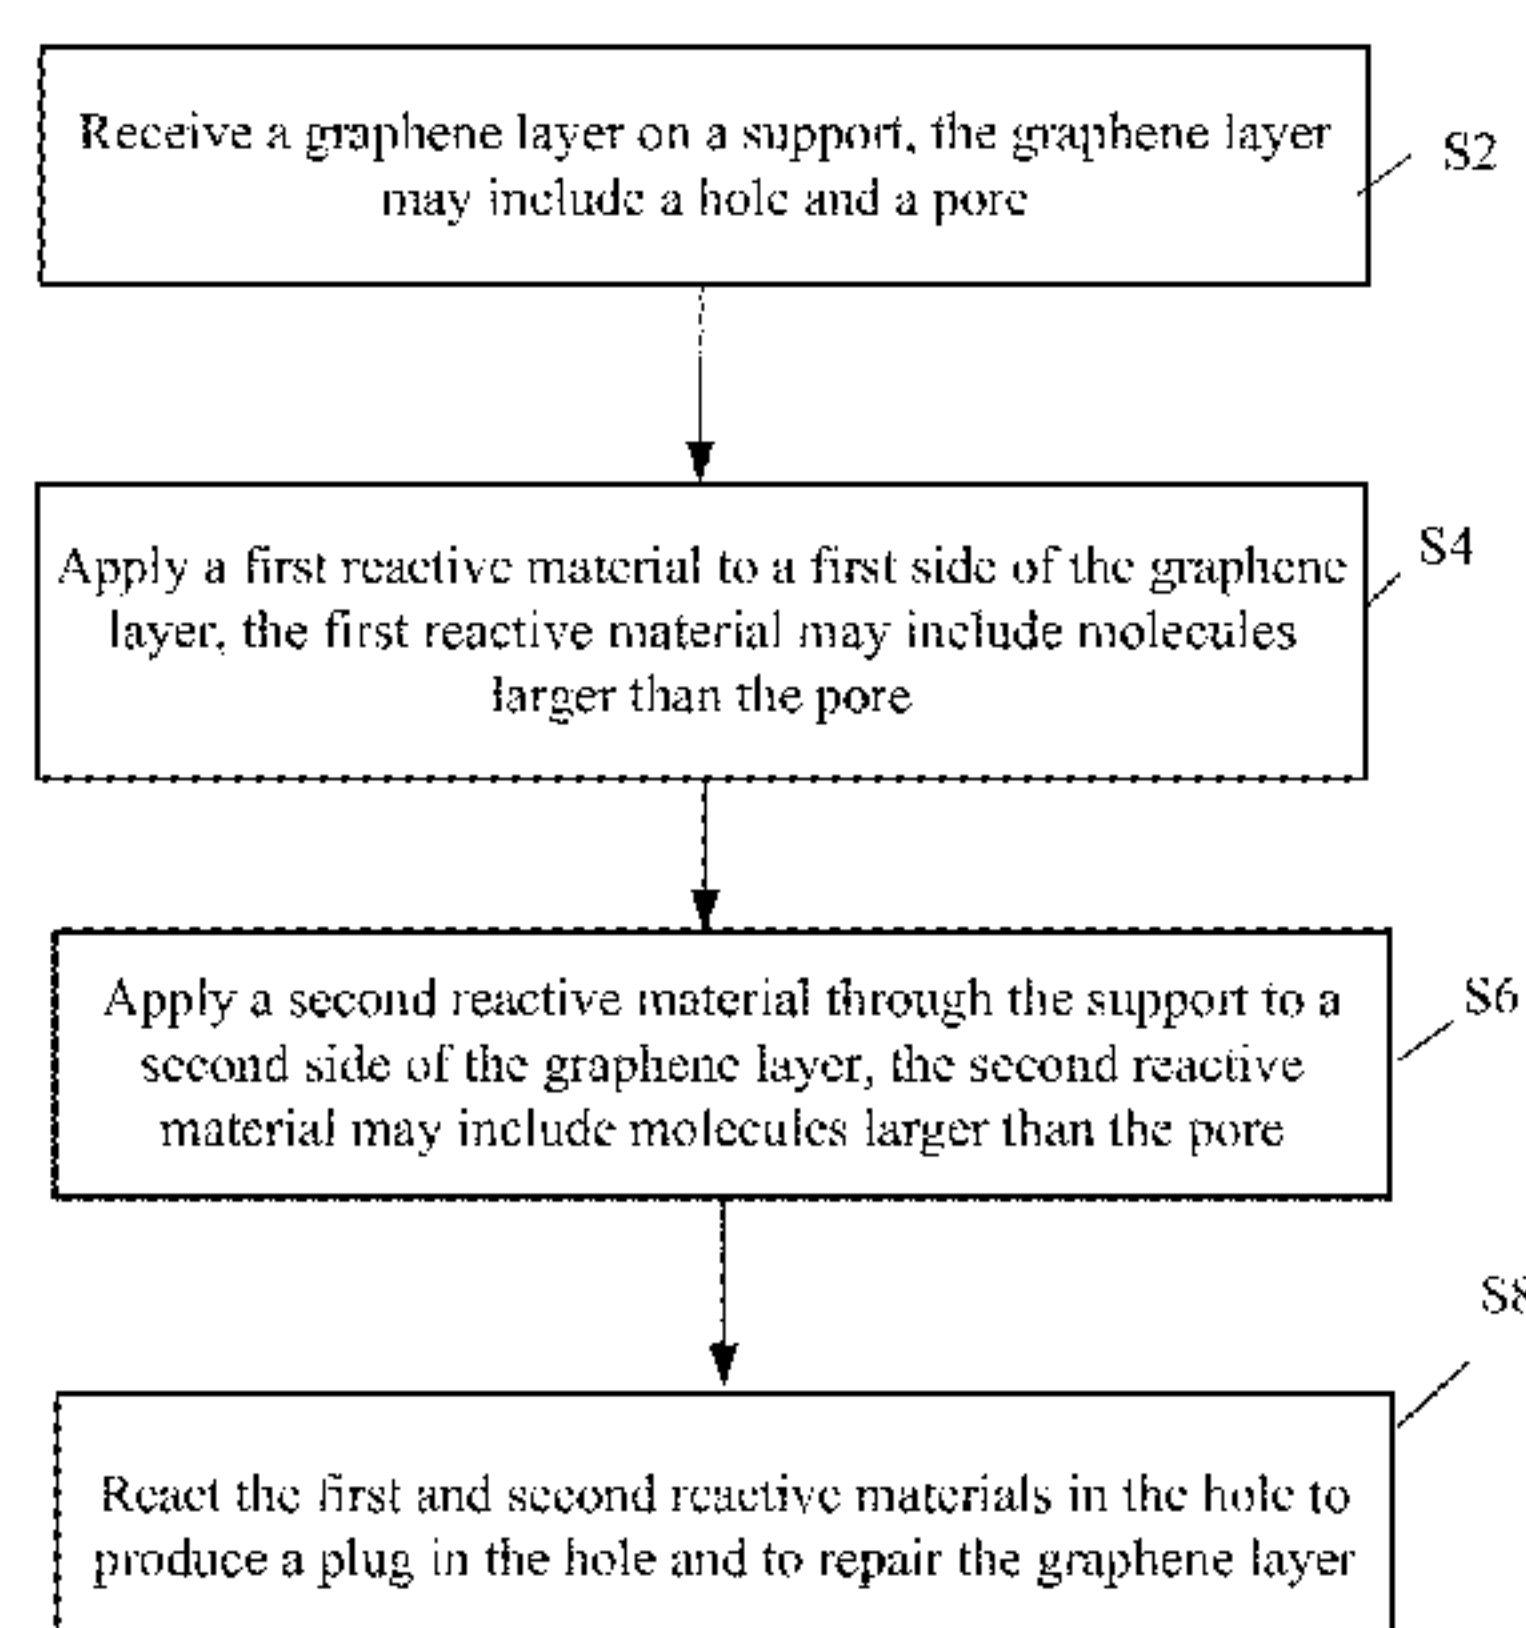 Receive a graphene layer on a support, the graphene layer
may include a hole and a pore
S2
Apply a first reactive material to a first side of the graphene
layer, the first reactive material may include molecules
larger than the pore
S4
Apply a second reactive material through the support to a
second side of the graphene layer, the second reactive
material may include molecules larger than the pore
S6
S8
React the first and second reactive materials in the hole to
produce a plug in the hole and to repair the graphene layer